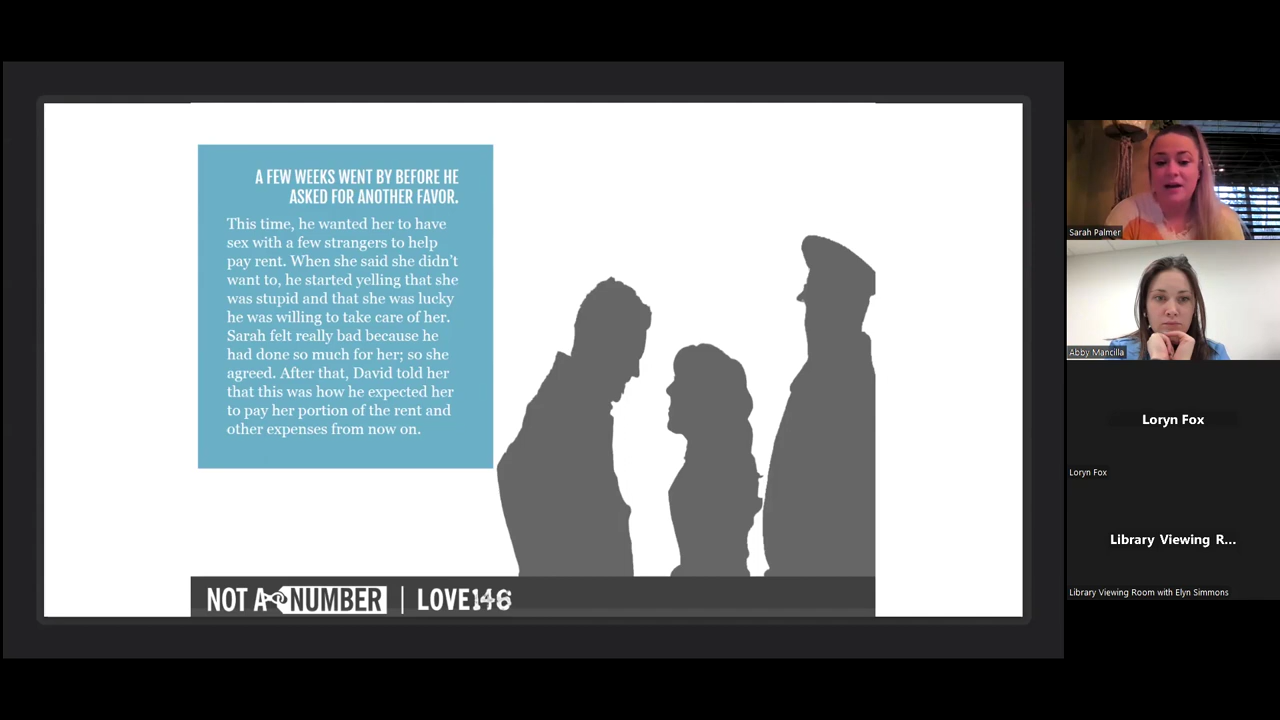 A FEW WEEKS WENT BY BEFORE HE
ASKED FOR ANOTHER FAVOR.
This time, he wanted her to have
sex with a few strangers to help
pay rent. When she said she didn't
want to, he started yelling that she
was stupid and that she was lucky
he was willing to take care of her.
Sarah felt really bad because he
had done so much for her; so she
agreed. After that, David told her
that this was how he expected her
to pay her portion of the rent and
other expenses from now on.
NOT A NUMBER | LOVE146
Sarah Palmer
Abby Mancilla
Loryn Fox
Loryn Fox
Library Viewing R...
Library Viewing Room with Elyn Simmons